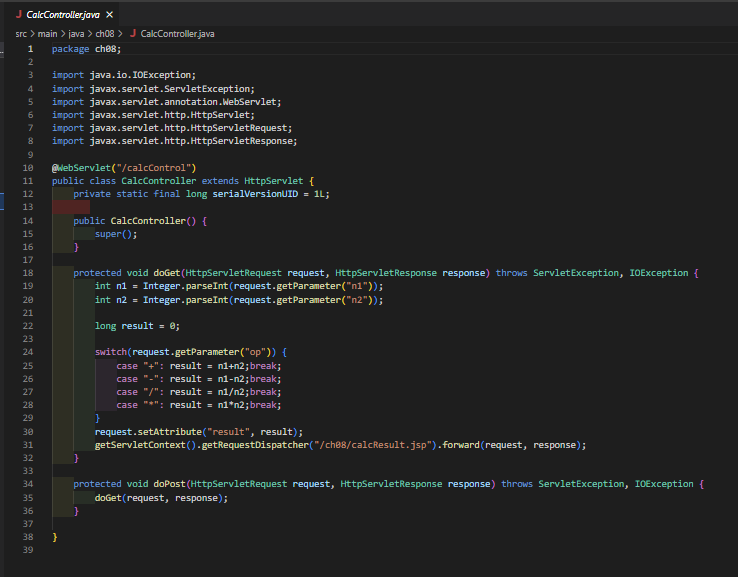 J CalcController.java ×
src > main > java > ch08 > J CalcController.java
1 package ch08;
2
3 import java.io.IOException;
4 import javax.servlet.ServletException;
5 import javax.servlet.annotation.WebServlet;
6 import javax.servlet.http.HttpServlet;
7 import javax.servlet.http.HttpServletRequest;
8 import javax.servlet.http.HttpServletResponse;
9
10 @WebServlet("/calcControl")
11 public class CalcController extends HttpServlet {
12     private static final long serialVersionUID = 1L;
13
14     public CalcController() {
15         super();
16     }
17
18     protected void doGet(HttpServletRequest request, HttpServletResponse response) throws ServletException, IOException {
19         int n1 = Integer.parseInt(request.getParameter("n1"));
20         int n2 = Integer.parseInt(request.getParameter("n2"));
21
22         long result = 0;
23
24         switch(request.getParameter("op")) {
25             case "+": result = n1+n2;break;
26             case "-": result = n1-n2;break;
27             case "/": result = n1/n2;break;
28             case "*": result = n1*n2;break;
29         }
30         request.setAttribute("result", result);
31         getServletContext().getRequestDispatcher("/ch08/calcResult.jsp").forward(request, response);
32     }
33
34     protected void doPost(HttpServletRequest request, HttpServletResponse response) throws ServletException, IOException {
35         doGet(request, response);
36     }
37
38 }
39